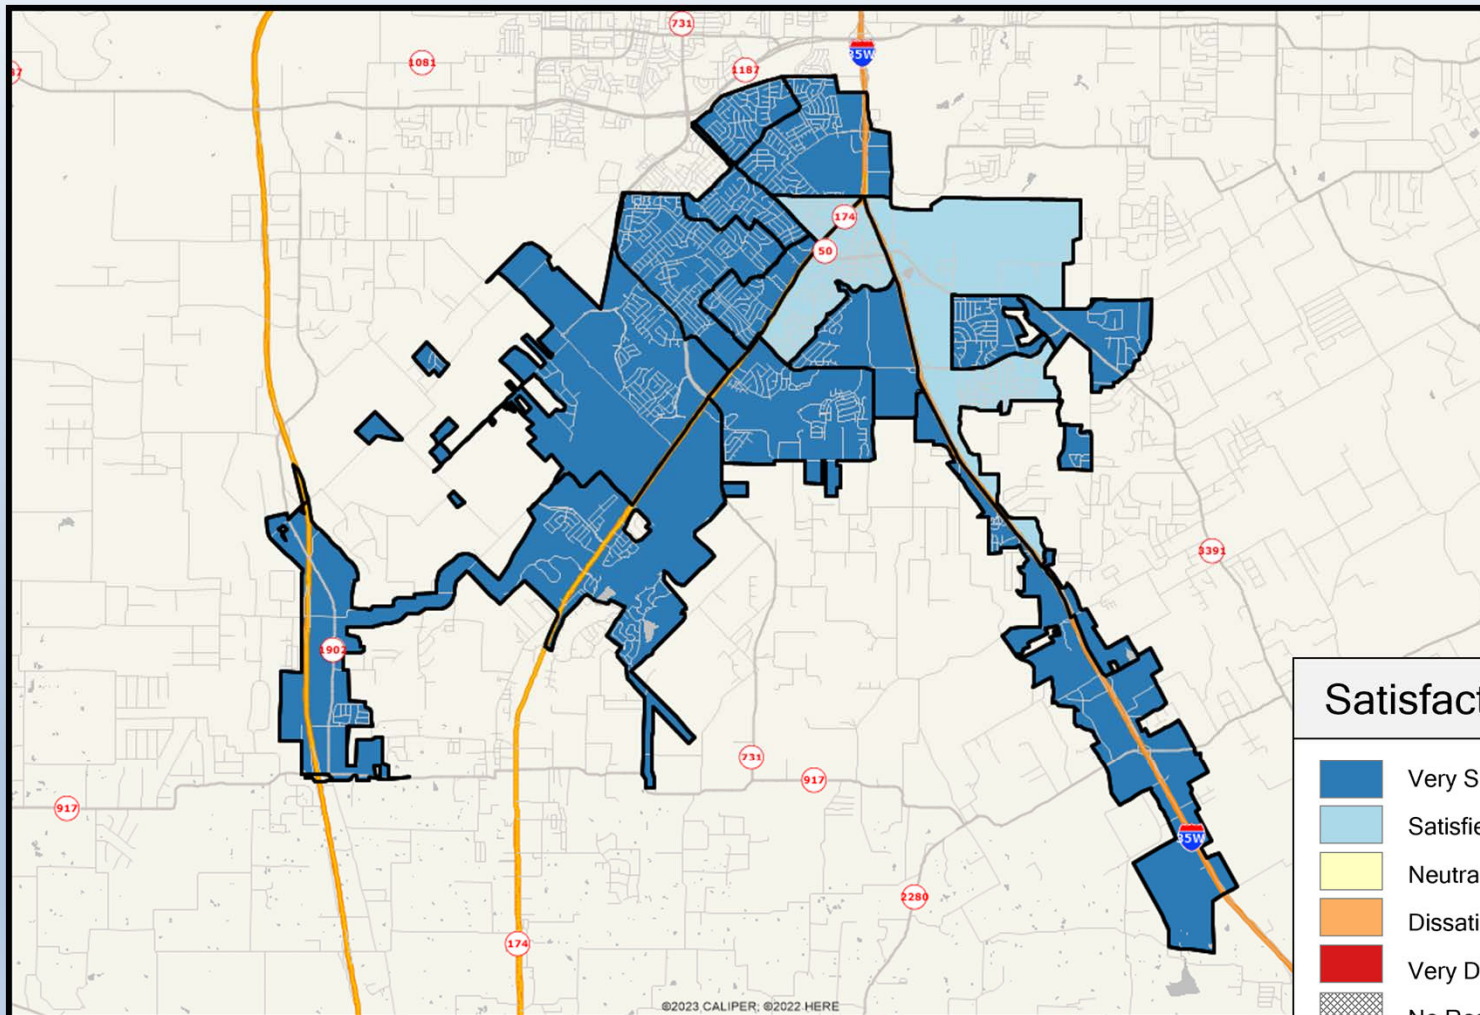 731
35W
1081
1187
174
50
3391
1902
731
917
917
35W
2280
174
Satisfact
Very S
Satisfie
Neutra
Dissati
Very D
©2023 CALIPER; ©2022 HERE